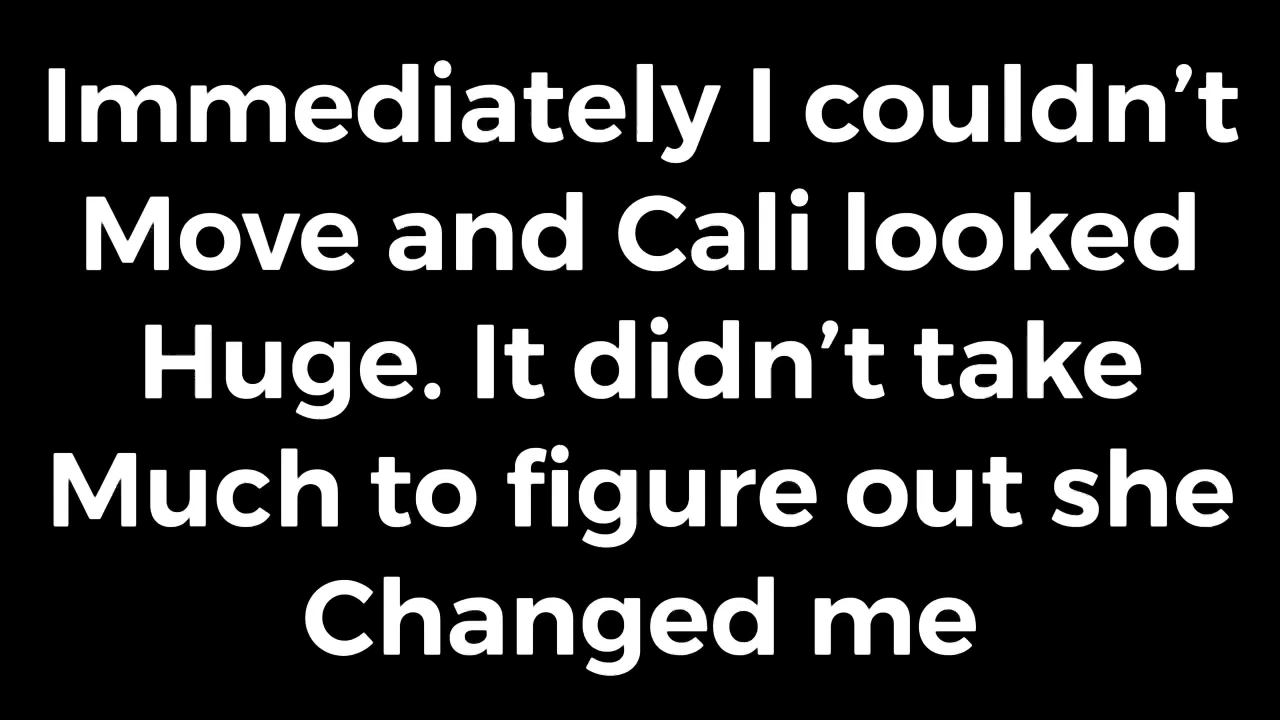 Immediately I couldn’t
Move and Cali looked
Huge. It didn’t take
Much to figure out she
Changed me